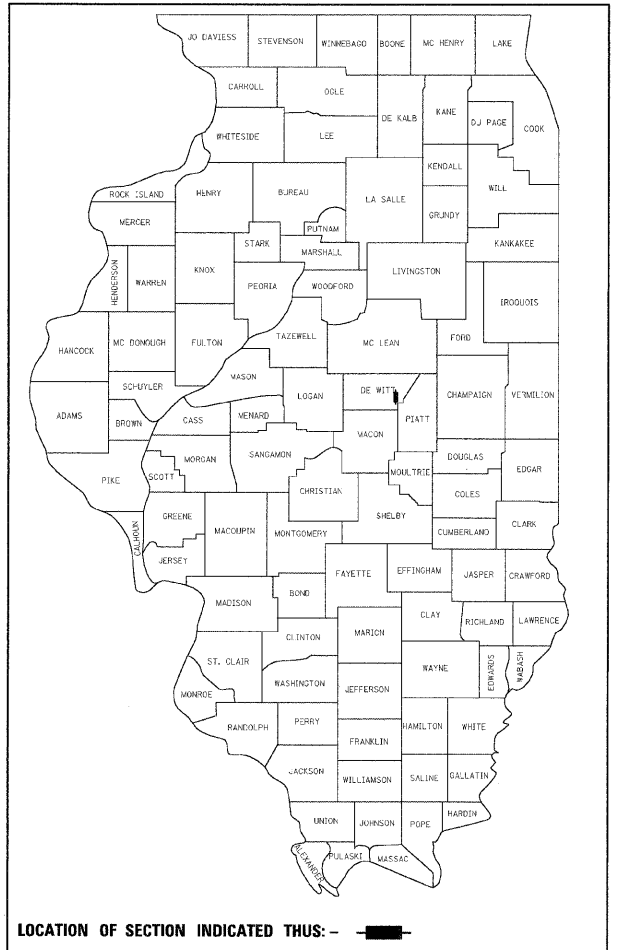 JO DAVIESS STEVENSON WINNEBAGO BOONE MC HENRY LAKE
CARROLL OGLE DE KALB KANE DJ PAGE COOK
WHITESIDE LEE
KENDALL WILL
ROCK ISLAND HENRY BUREAU LA SALLE GRUNDY
MERCER PUTNAM
STARK MARSHALL KANKAKEE
HENDERSON WARREN KNOX PEORIA WOODFORD LIVINGSTON IROQUOIS
HANCOCK MC DONOUGH FULTON TAZEWELL MC LEAN FORD
MASON
SCHUYLER LOGAN DE WITT CHAMPAIGN VERMILION
ADAMS BROWN CASS MENARD PIATT
MACON
MORGAN SANGAMON DOUGLAS EDGAR
PIKE SCOTT MOULTRIE
CHRISTIAN COLES
GREENE MACOUPIN SHELBY
CALHOUN MONTGOMERY CUMBERLAND CLARK
JERSEY FAYETTE EFFINGHAM JASPER CRAWFORD
MADISON BOND
CLAY RICHLAND LAWRENCE
CLINTON MARION
ST. CLAIR WAYNE EDWARDS WABASH
WASHINGTON JEFFERSON
MONROE
RANDOLPH PERRY HAMILTON WHITE
FRANKLIN
JACKSON WILLIAMSON SALINE GALLATIN
UNION JOHNSON POPE HARDIN
ALEXANDER PULASKI MASSAC
LOCATION OF SECTION INDICATED THUS: -